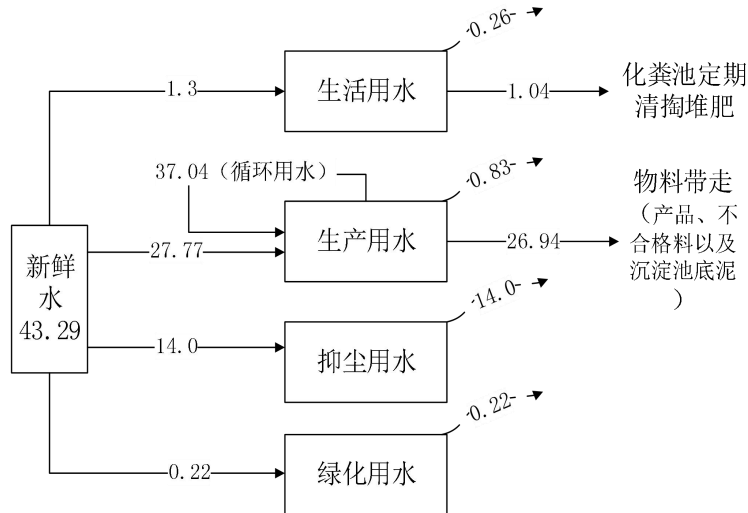 0.26
1.3
生活用水
1.04
化粪池定期
清掏堆肥
37.04（循环用水）
0.83
27.77
生产用水
26.94
物料带走
（产品、不
合格料以及
沉淀池底泥
）
新鲜
水
43.29
14.0
14.0
抑尘用水
0.22
0.22
绿化用水